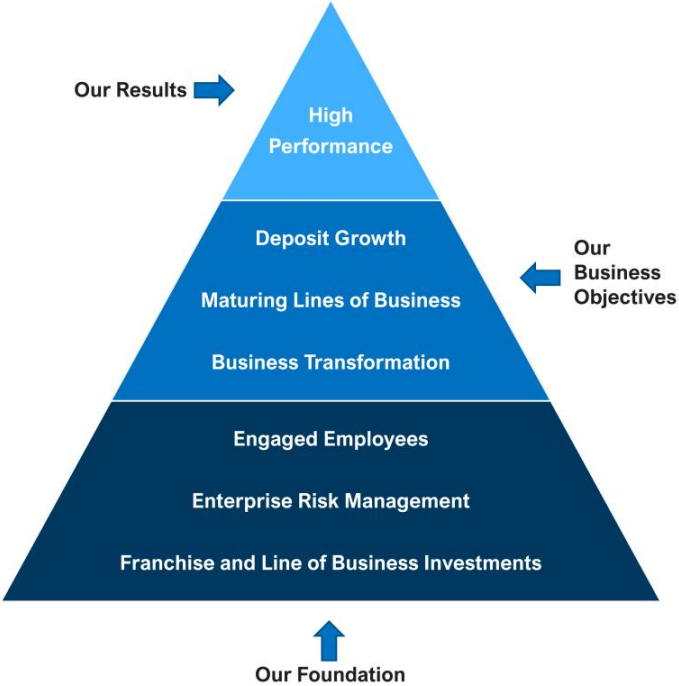 Our Results
High
Performance
Deposit Growth
Our
Business
Objectives
Maturing Lines of Business
Business Transformation
Engaged Employees
Enterprise Risk Management
Franchise and Line of Business Investments
Our Foundation